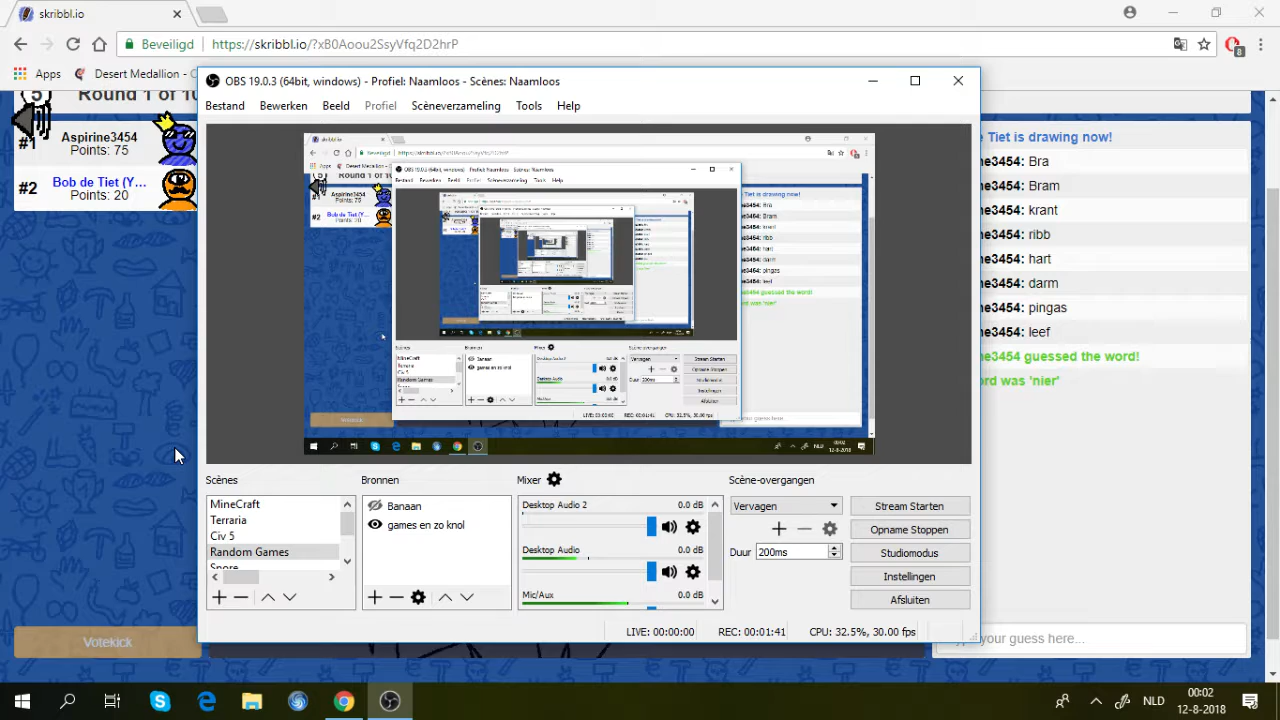 skribbl.io
Beveiligd
https://skribbl.io/?xB0Aoou2SsyVfq2D2hrP
8
Apps
Desert Medallion - Google
Round 1 of 10
#1
Aspirine3454
Points: 75
#2
Bob de Tiet (Y...
Points: 20
Votekick
OBS 19.0.3 (64bit, windows) - Profiel: Naamloos - Scènes: Naamloos
Bestand
Bewerken
Beeld
Profiel
Scèneverzameling
Tools
Help
Scènes
MineCraft
Terraria
Civ 5
Random Games
Spore
Bronnen
Banaan
games en zo knol
Mixer
Desktop Audio 2
0.0 dB
Desktop Audio
0.0 dB
Mic/Aux
0.0 dB
Scène-overgangen
Vervagen
Duur
200ms
Stream Starten
Opname Stoppen
Studiomodus
Instellingen
Afsluiten
LIVE: 00:00:00
REC: 00:01:41
CPU: 32.5%, 30.00 fps
Tiet is drawing now!
ne3454: Bra
ne3454: Bram
ne3454: krant
ne3454: ribb
ne3454: hart
ne3454: darm
ne3454: pingas
ne3454: leef
ne3454 guessed the word!
ord was 'nier'
your guess here...
NLD
00:02
12-8-2018